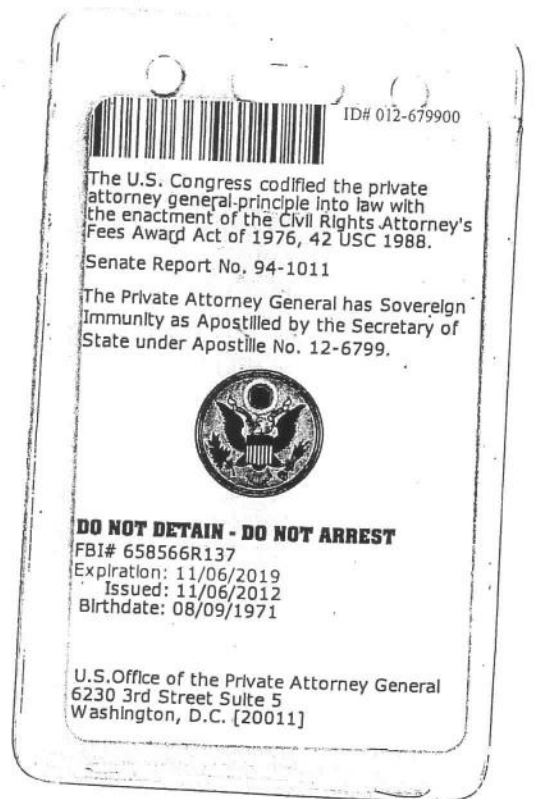 ID# 012-679900
The U.S. Congress codified the private
attorney general-principle into law with
the enactment of the Civil Rights Attorney's
Fees Award Act of 1976, 42 USC 1988.
Senate Report No. 94-1011
The Private Attorney General has Sovereign
Immunity as Apostilled by the Secretary of
State under Apostille No. 12-6799.
DO NOT DETAIN - DO NOT ARREST
FBI# 658566R137
Expiration: 11/06/2019
Issued: 11/06/2012
Birthdate: 08/09/1971
U.S.Office of the Private Attorney General
6230 3rd Street Suite 5
Washington, D.C. [20011]